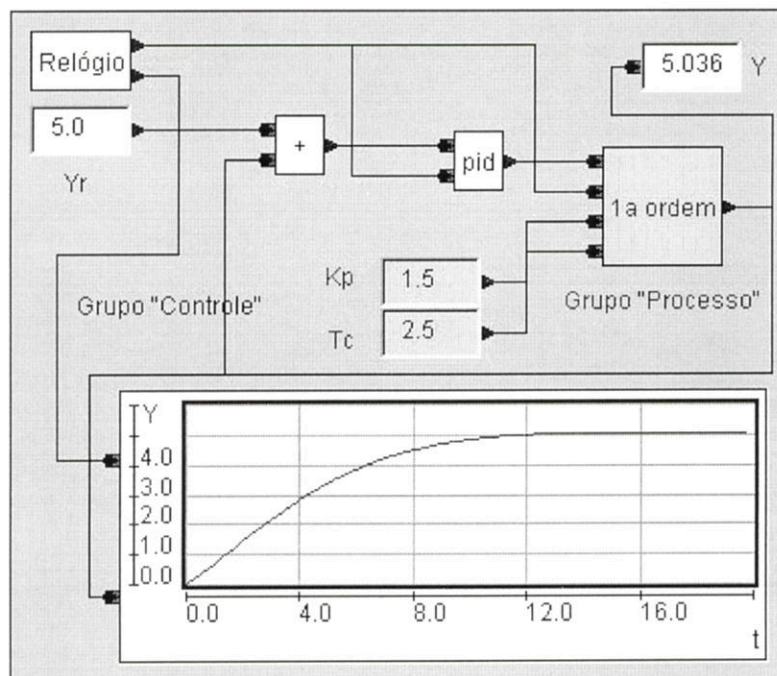 Relógio
5.036 Y
5.0
Yr
+
pid
1a ordem
Kp 1.5
Grupo "Controle"
Grupo "Processo"
Tc 2.5
Y
4.0
3.0
2.0
1.0
0.0
0.0 4.0 8.0 12.0 16.0
t